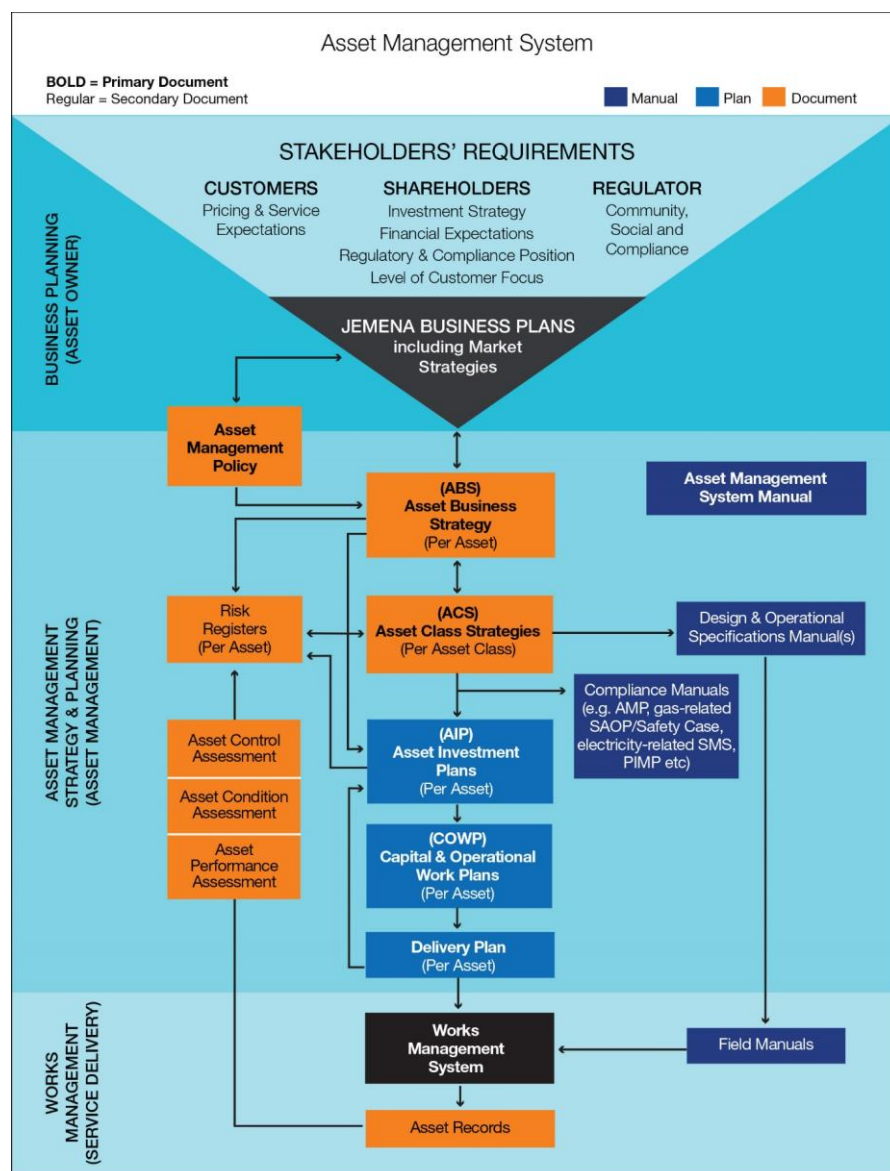 Asset Management System
BOLD = Primary Document
Regular = Secondary Document
Manual
Plan
Document
STAKEHOLDERS' REQUIREMENTS
CUSTOMERS
Pricing & Service
Expectations
SHAREHOLDERS
Investment Strategy
Financial Expectations
Regulatory & Compliance Position
Level of Customer Focus
REGULATOR
Community,
Social and
Compliance
BUSINESS PLANNING
(ASSET OWNER)
JEMENA BUSINESS PLANS
including Market
Strategies
Asset
Management
Policy
(ABS)
Asset Business
Strategy
(Per Asset)
Asset Management
System Manual
ASSET MANAGEMENT
STRATEGY & PLANNING
(ASSET MANAGEMENT)
Risk
Registers
(Per Asset)
(ACS)
Asset Class Strategies
(Per Asset Class)
Design & Operational
Specifications Manual(s)
Compliance Manuals
(e.g. AMP, gas-related
SAOP/Safety Case,
electricity-related SMS,
PIMP etc)
Asset Control
Assessment
Asset Condition
Assessment
Asset
Performance
Assessment
(AIP)
Asset Investment
Plans
(Per Asset)
(COWP)
Capital & Operational
Work Plans
(Per Asset)
Delivery Plan
(Per Asset)
WORKS
MANAGEMENT
(SERVICE DELIVERY)
Works
Management
System
Field Manuals
Asset Records